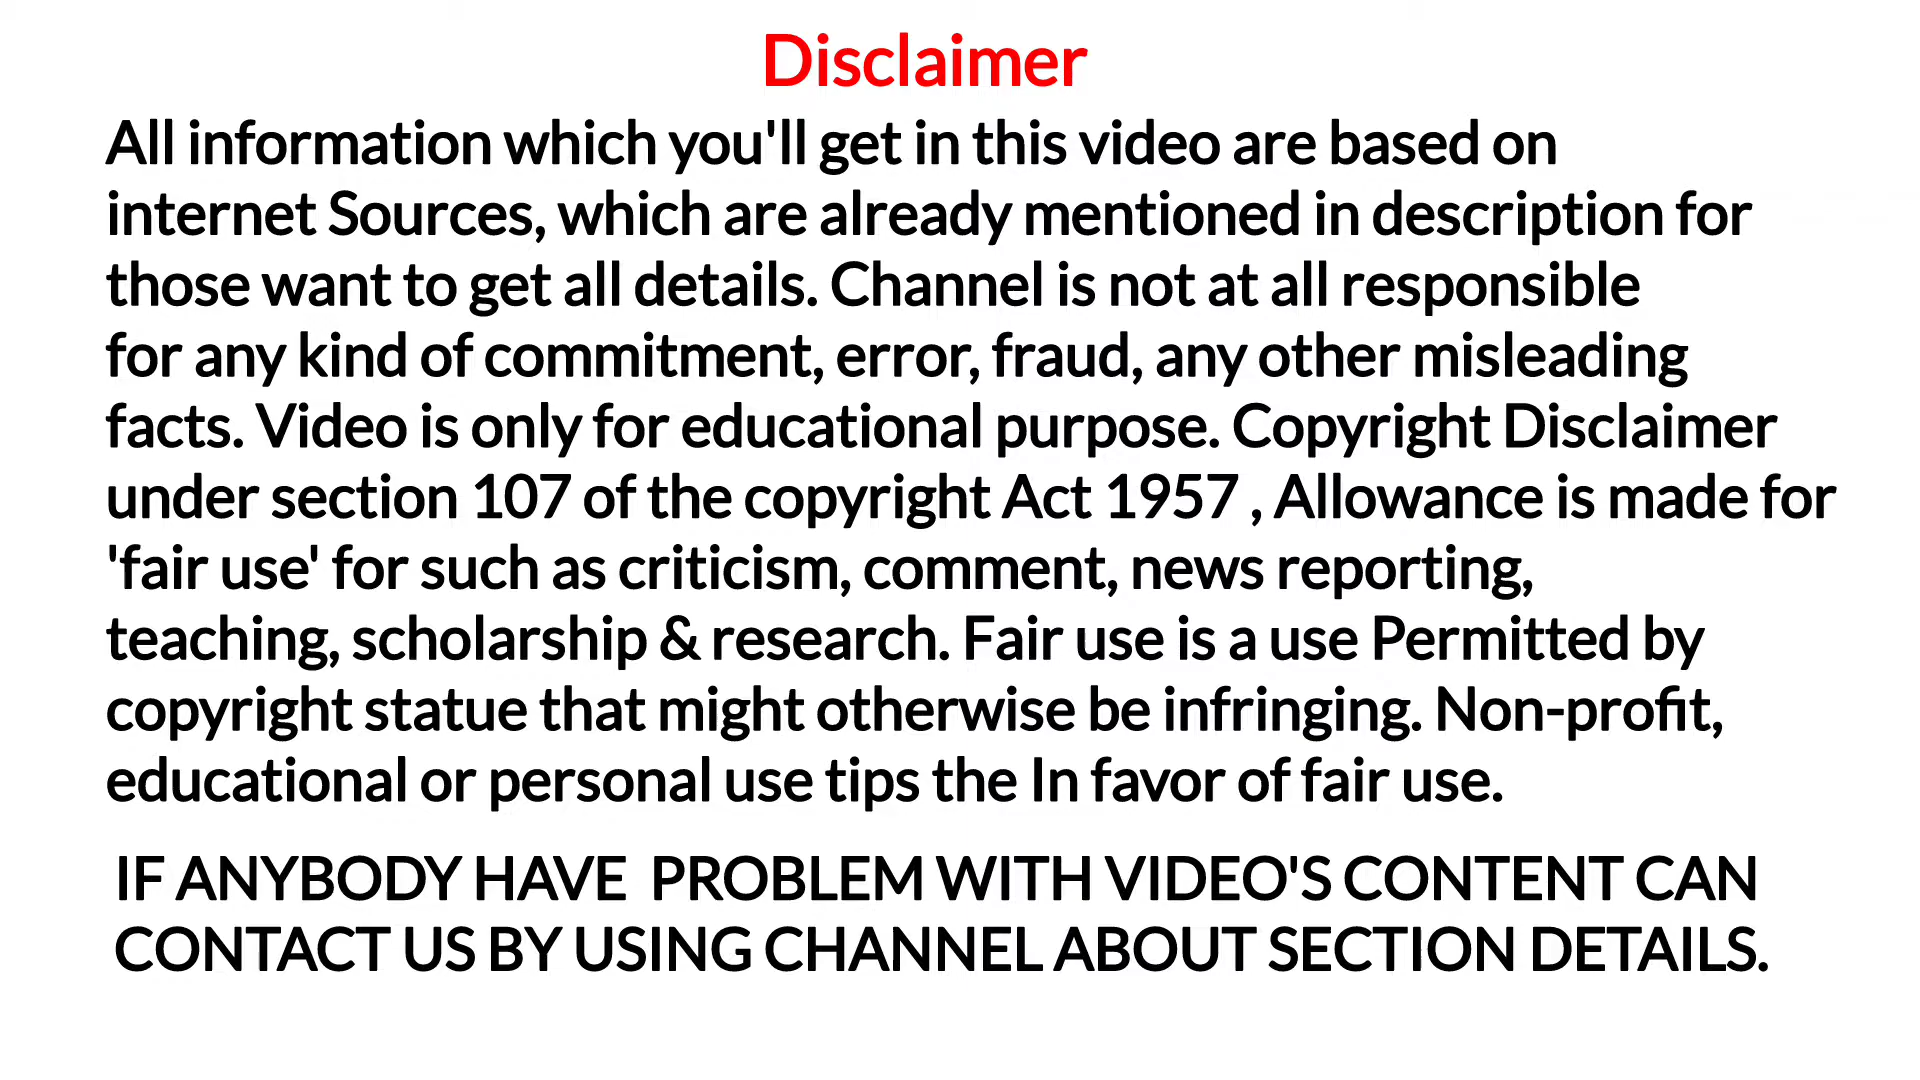 Disclaimer
All information which you'll get in this video are based on
internet Sources, which are already mentioned in description for
those want to get all details. Channel is not at all responsible
for any kind of commitment, error, fraud, any other misleading
facts. Video is only for educational purpose. Copyright Disclaimer
under section 107 of the copyright Act 1957 , Allowance is made for
'fair use' for such as criticism, comment, news reporting,
teaching, scholarship & research. Fair use is a use Permitted by
copyright statue that might otherwise be infringing. Non-profit,
educational or personal use tips the In favor of fair use.
IF ANYBODY HAVE  PROBLEM WITH VIDEO'S CONTENT CAN
CONTACT US BY USING CHANNEL ABOUT SECTION DETAILS.